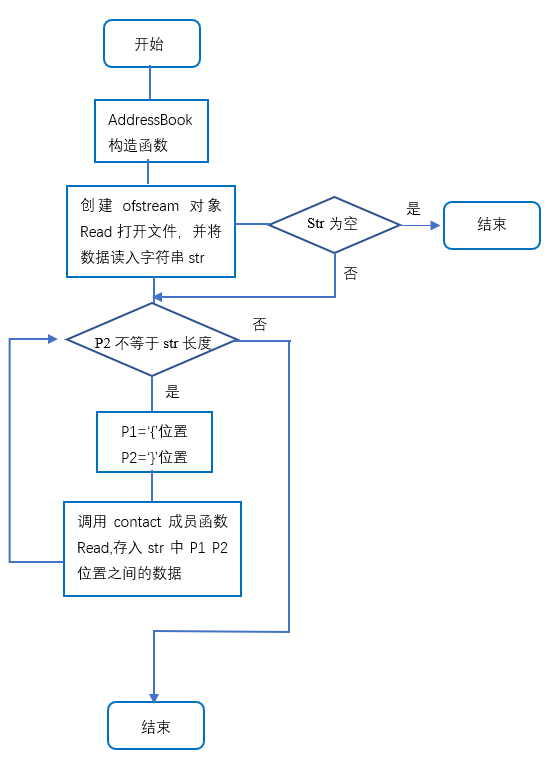 开始
AddressBook
构造函数
创建 ofstream 对象
Read 打开文件，并将
数据读入字符串 str
Str 为空
是
结束
否
P2 不等于 str 长度
否
是
P1=‘{’位置
P2=‘}’位置
调用 contact 成员函数
Read,存入 str 中 P1 P2
位置之间的数据
结束